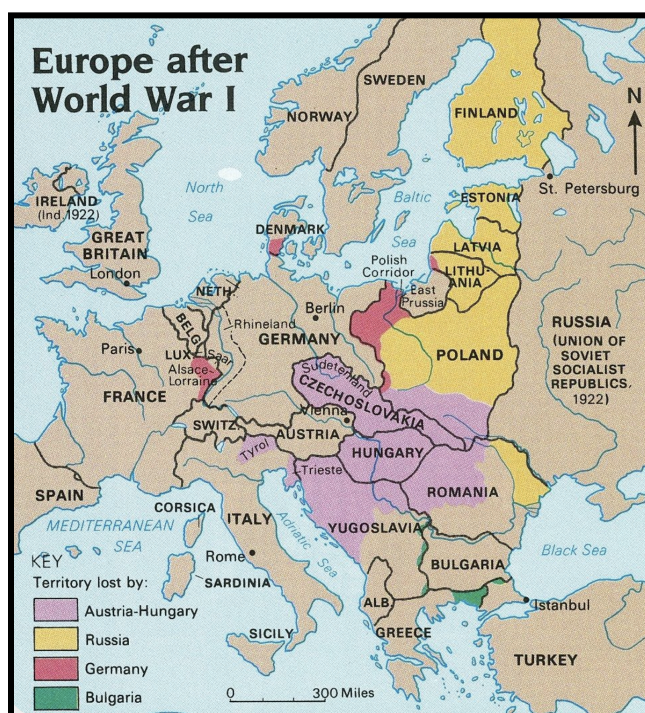 Europe after
World War I
NORWAY
SWEDEN
FINLAND
N
St. Petersburg
North
Sea
Baltic
Sea
ESTONIA
LATVIA
LITHU-
ANIA
IRELAND
(Ind.1922)
GREAT
BRITAIN
London
DENMARK
Polish
Corridor
East
Prussia
NETH.
Berlin
Rhineland
GERMANY
BELG.
POLAND
RUSSIA
(UNION OF
SOVIET
SOCIALIST
REPUBLICS,
1922)
Paris
LUX.
Saar
Alsace-
Lorraine
FRANCE
Sudetenland
CZECHOSLOVAKIA
Vienna
SWITZ.
AUSTRIA
Tyrol
HUNGARY
Trieste
ROMANIA
SPAIN
CORSICA
MEDITERRANEAN
SEA
ITALY
Adriatic Sea
YUGOSLAVIA
Rome
BULGARIA
Black Sea
SARDINIA
ALB.
Istanbul
GREECE
SICILY
TURKEY
KEY
Territory lost by:
Austria-Hungary
Russia
Germany
Bulgaria
0 300 Miles